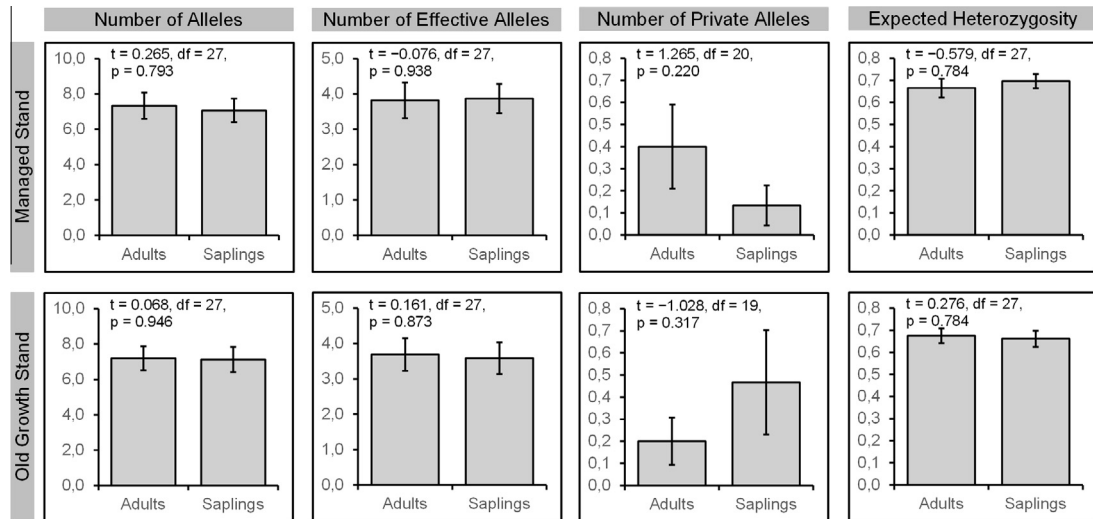 Number of Alleles
Number of Effective Alleles
Number of Private Alleles
Expected Heterozygosity
Managed Stand
t = 0.265, df = 27,
p = 0.793
10,0
8,0
6,0
4,0
2,0
0,0
Adults
Saplings
t = −0.076, df = 27,
p = 0.938
5,0
4,0
3,0
2,0
1,0
0,0
Adults
Saplings
t = 1.265, df = 20,
p = 0.220
0,8
0,7
0,6
0,5
0,4
0,3
0,2
0,1
0,0
Adults
Saplings
t = −0.579, df = 27,
p = 0.784
0,8
0,7
0,6
0,5
0,4
0,3
0,2
0,1
0,0
Adults
Saplings
Old Growth Stand
t = 0.068, df = 27,
p = 0.946
10,0
8,0
6,0
4,0
2,0
0,0
Adults
Saplings
t = 0.161, df = 27,
p = 0.873
5,0
4,0
3,0
2,0
1,0
0,0
Adults
Saplings
t = −1.028, df = 19,
p = 0.317
0,8
0,7
0,6
0,5
0,4
0,3
0,2
0,1
0,0
Adults
Saplings
t = 0.276, df = 27,
p = 0.784
0,8
0,7
0,6
0,5
0,4
0,3
0,2
0,1
0,0
Adults
Saplings